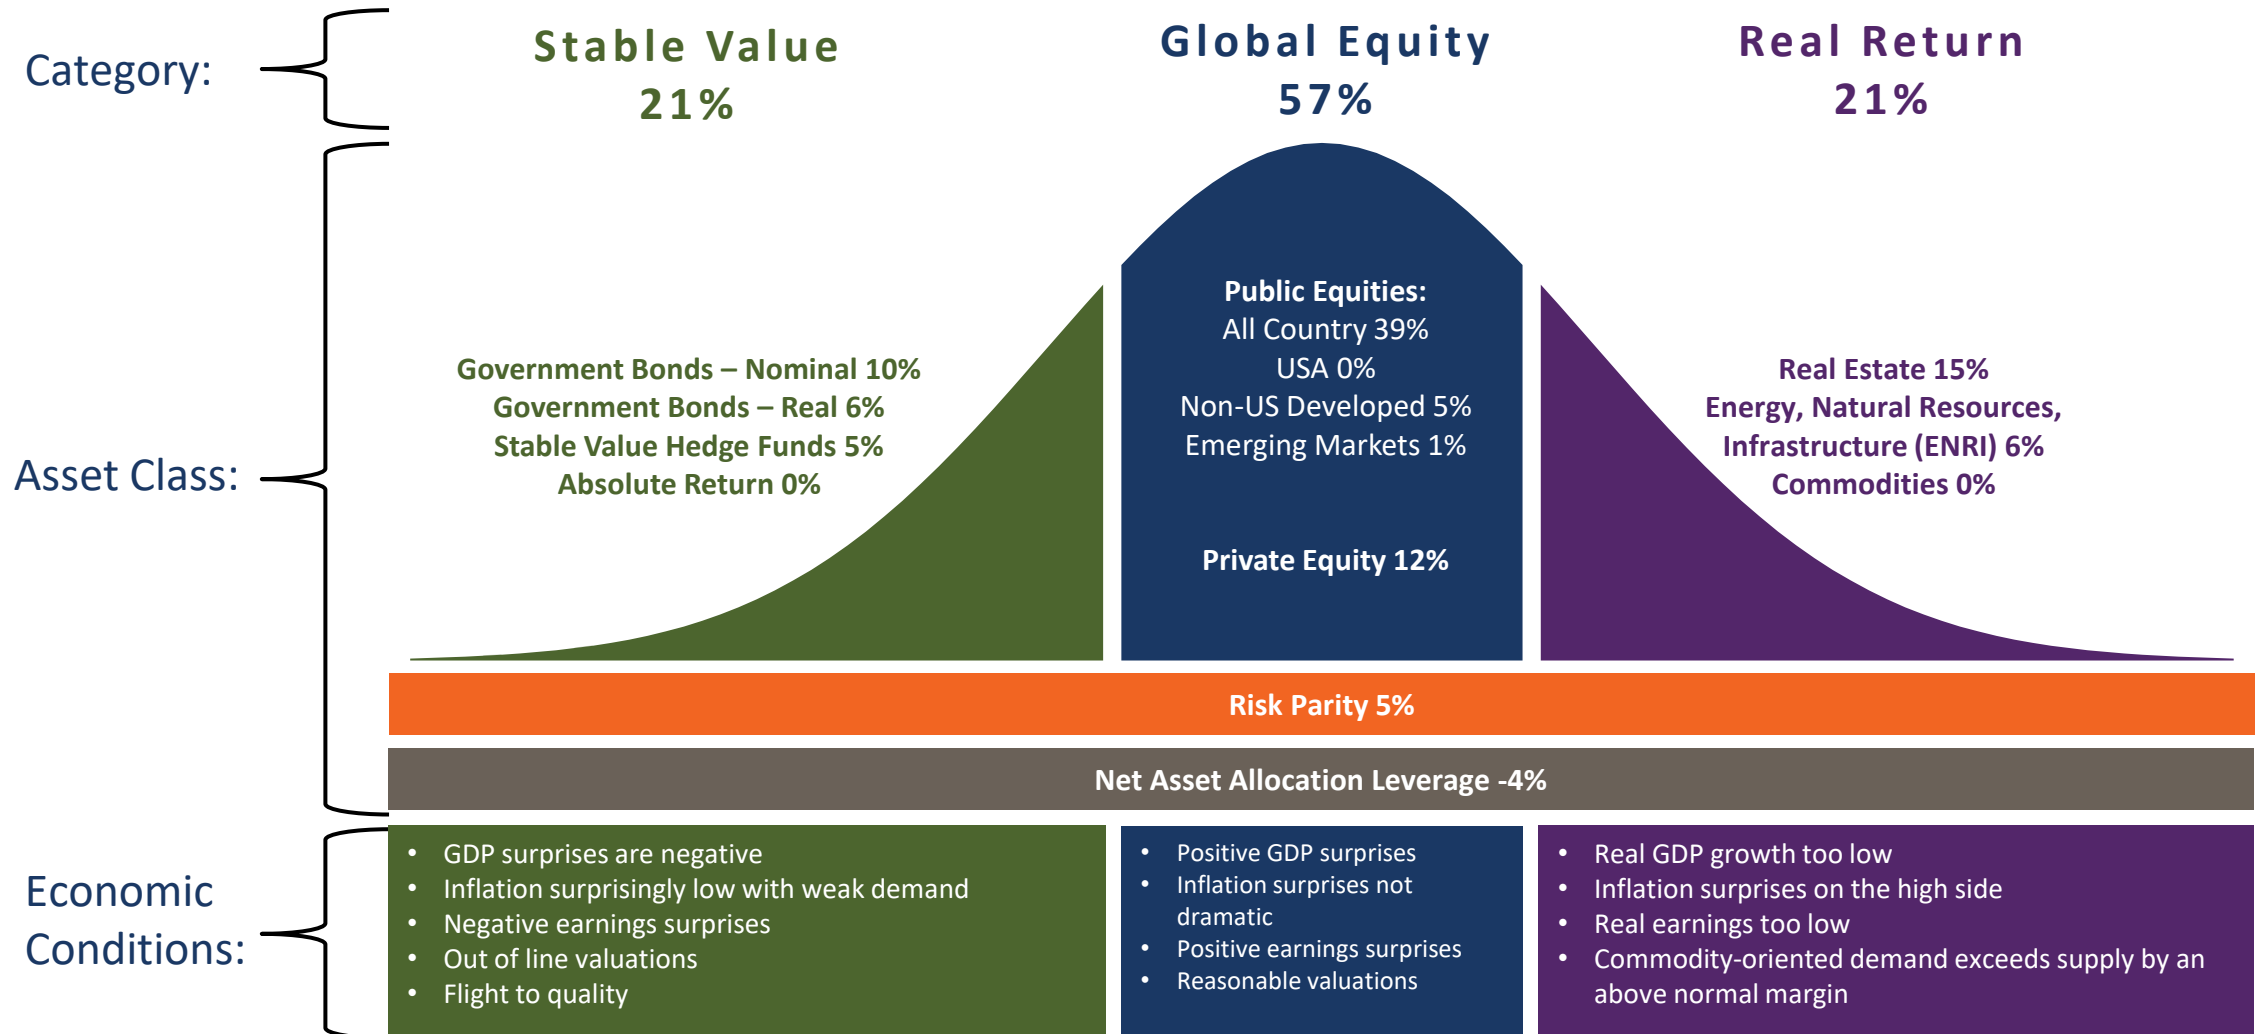 Category:
Stable Value
21%
Global Equity
57%
Real Return
21%
Asset Class:
Government Bonds – Nominal 10%
Government Bonds – Real 6%
Stable Value Hedge Funds 5%
Absolute Return 0%
Public Equities:
All Country 39%
USA 0%
Non-US Developed 5%
Emerging Markets 1%
Private Equity 12%
Real Estate 15%
Energy, Natural Resources,
Infrastructure (ENRI) 6%
Commodities 0%
Risk Parity 5%
Net Asset Allocation Leverage -4%
Economic
Conditions:
• GDP surprises are negative
• Inflation surprisingly low with weak demand
• Negative earnings surprises
• Out of line valuations
• Flight to quality
• Positive GDP surprises
• Inflation surprises not
dramatic
• Positive earnings surprises
• Reasonable valuations
• Real GDP growth too low
• Inflation surprises on the high side
• Real earnings too low
• Commodity-oriented demand exceeds supply by an
above normal margin